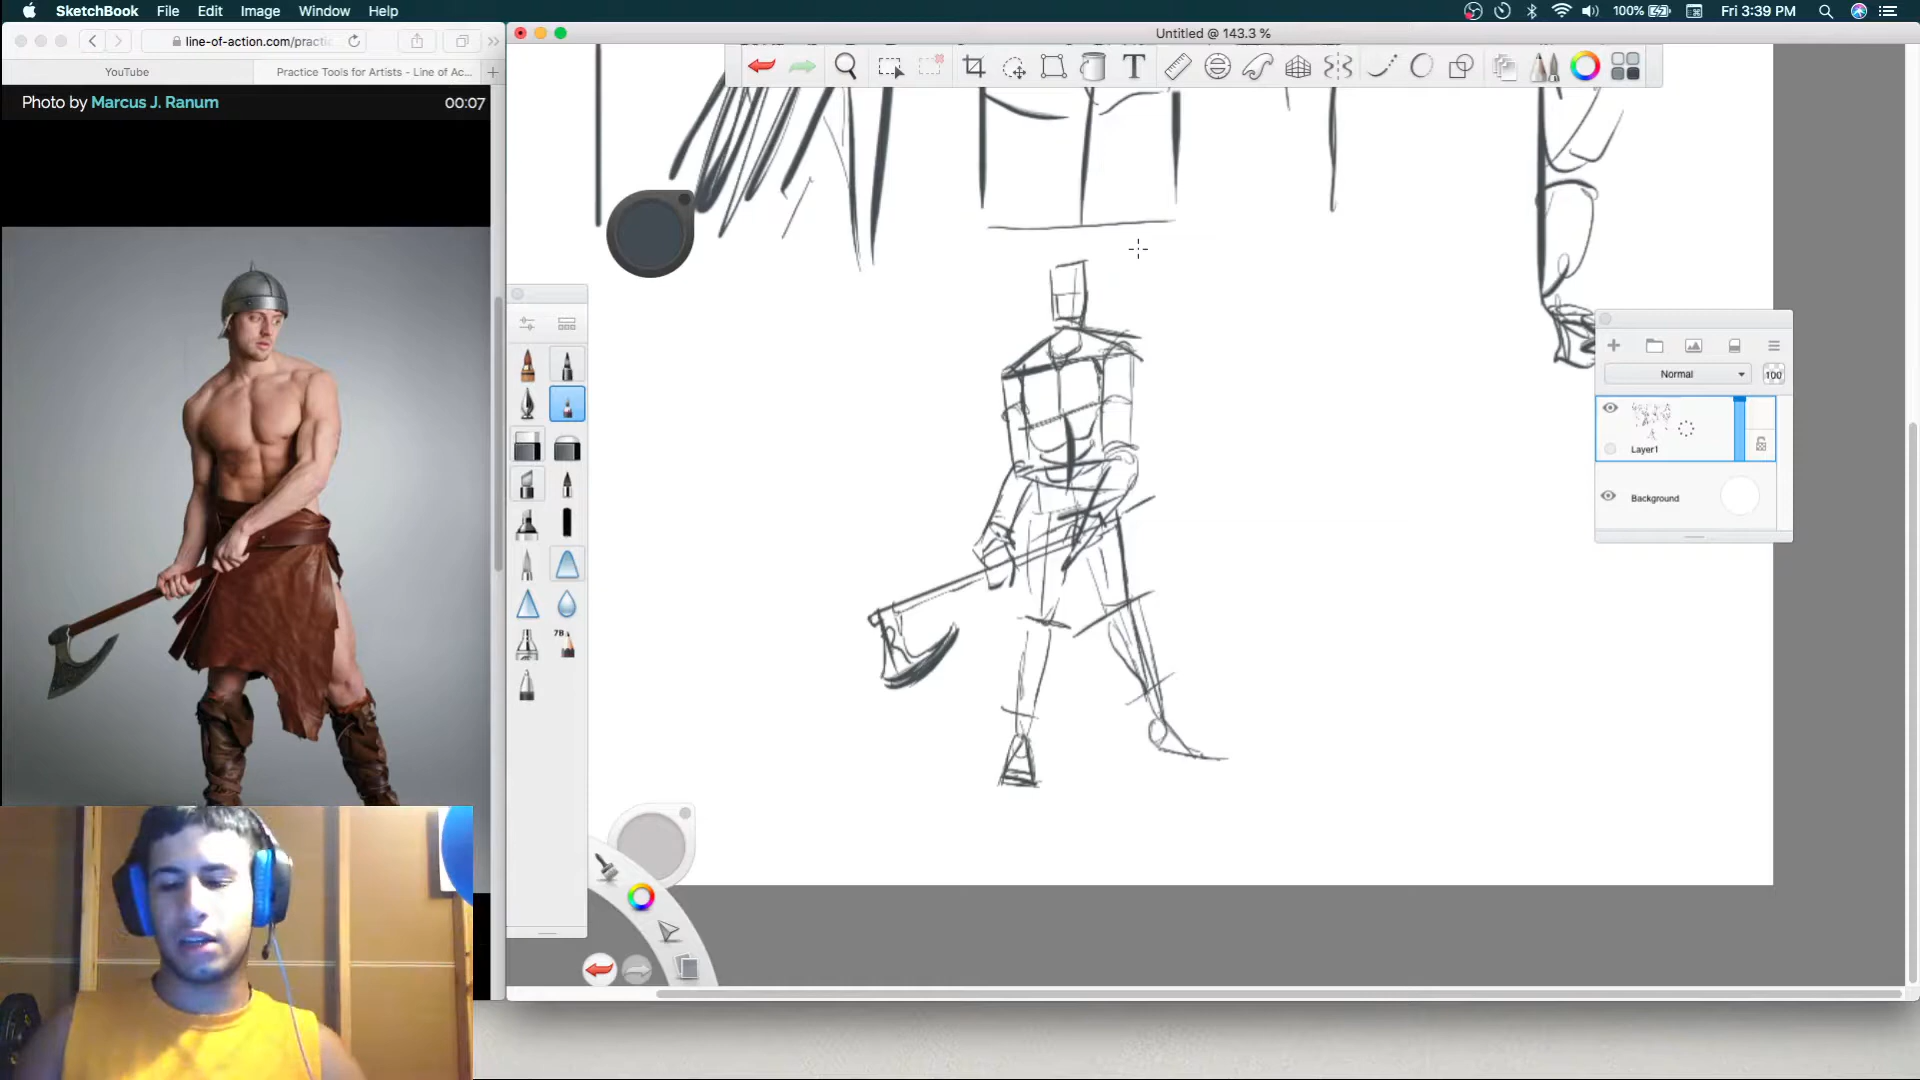 SketchBook File Edit Image Window Help
100% Fri 3:39 PM
line-of-action.com/practic
Untitled @ 143.3 %
YouTube
Practice Tools for Artists - Line of Ac...
Photo by Marcus J. Ranum
00:07
Normal
100
Layer1
Background
7B